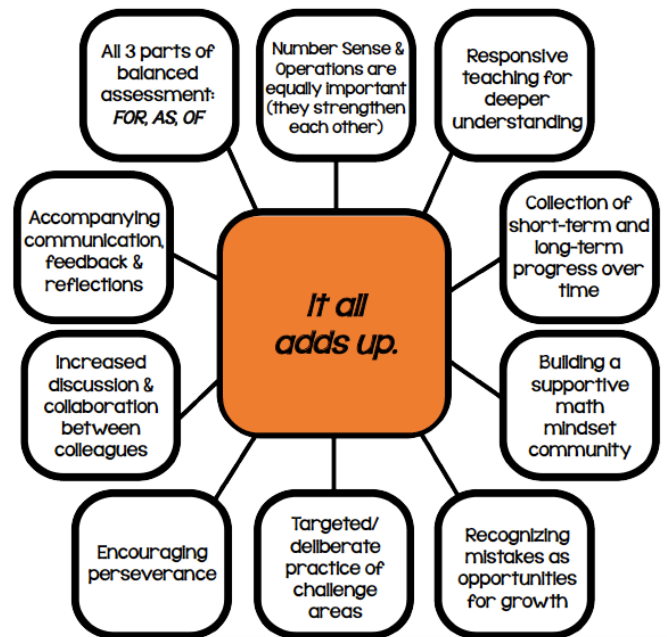 All 3 parts of
balanced
assessment:
FOR, AS, OF
Number Sense &
Operations are
equally important
(they strengthen
each other)
Responsive
teaching for
deeper
understanding
Accompanying
communication,
feedback &
reflections
Collection of
short-term and
long-term
progress over
time
It all
adds up.
Increased
discussion &
collaboration
between
colleagues
Building a
supportive
math
mindset
community
Encouraging
perseverance
Targeted/
deliberate
practice of
challenge
areas
Recognizing
mistakes as
opportunities
for growth